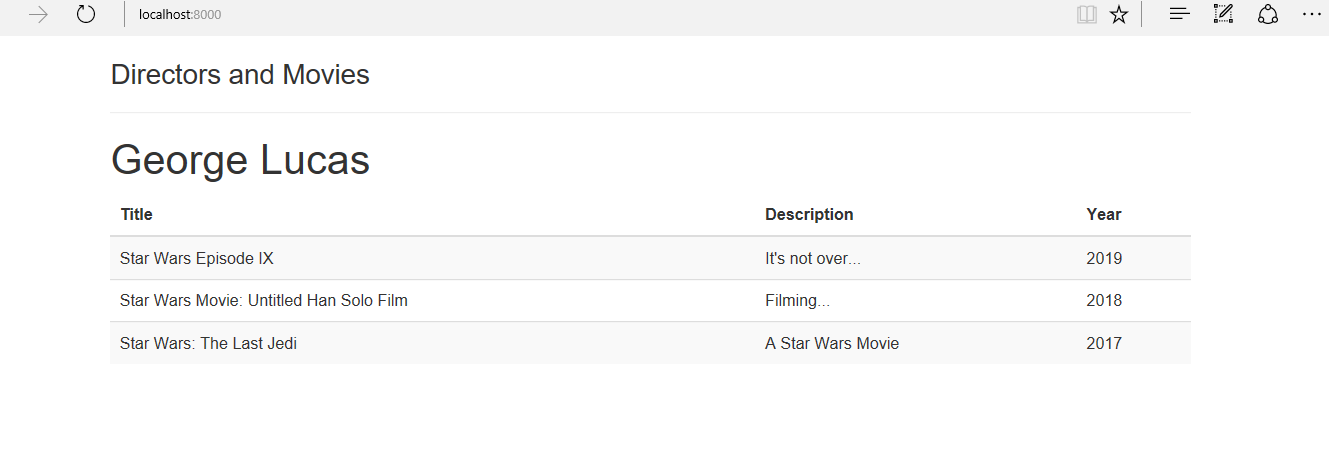 localhost:8000
Directors and Movies
George Lucas
Title Description Year
Star Wars Episode IX It's not over... 2019
Star Wars Movie: Untitled Han Solo Film Filming... 2018
Star Wars: The Last Jedi A Star Wars Movie 2017